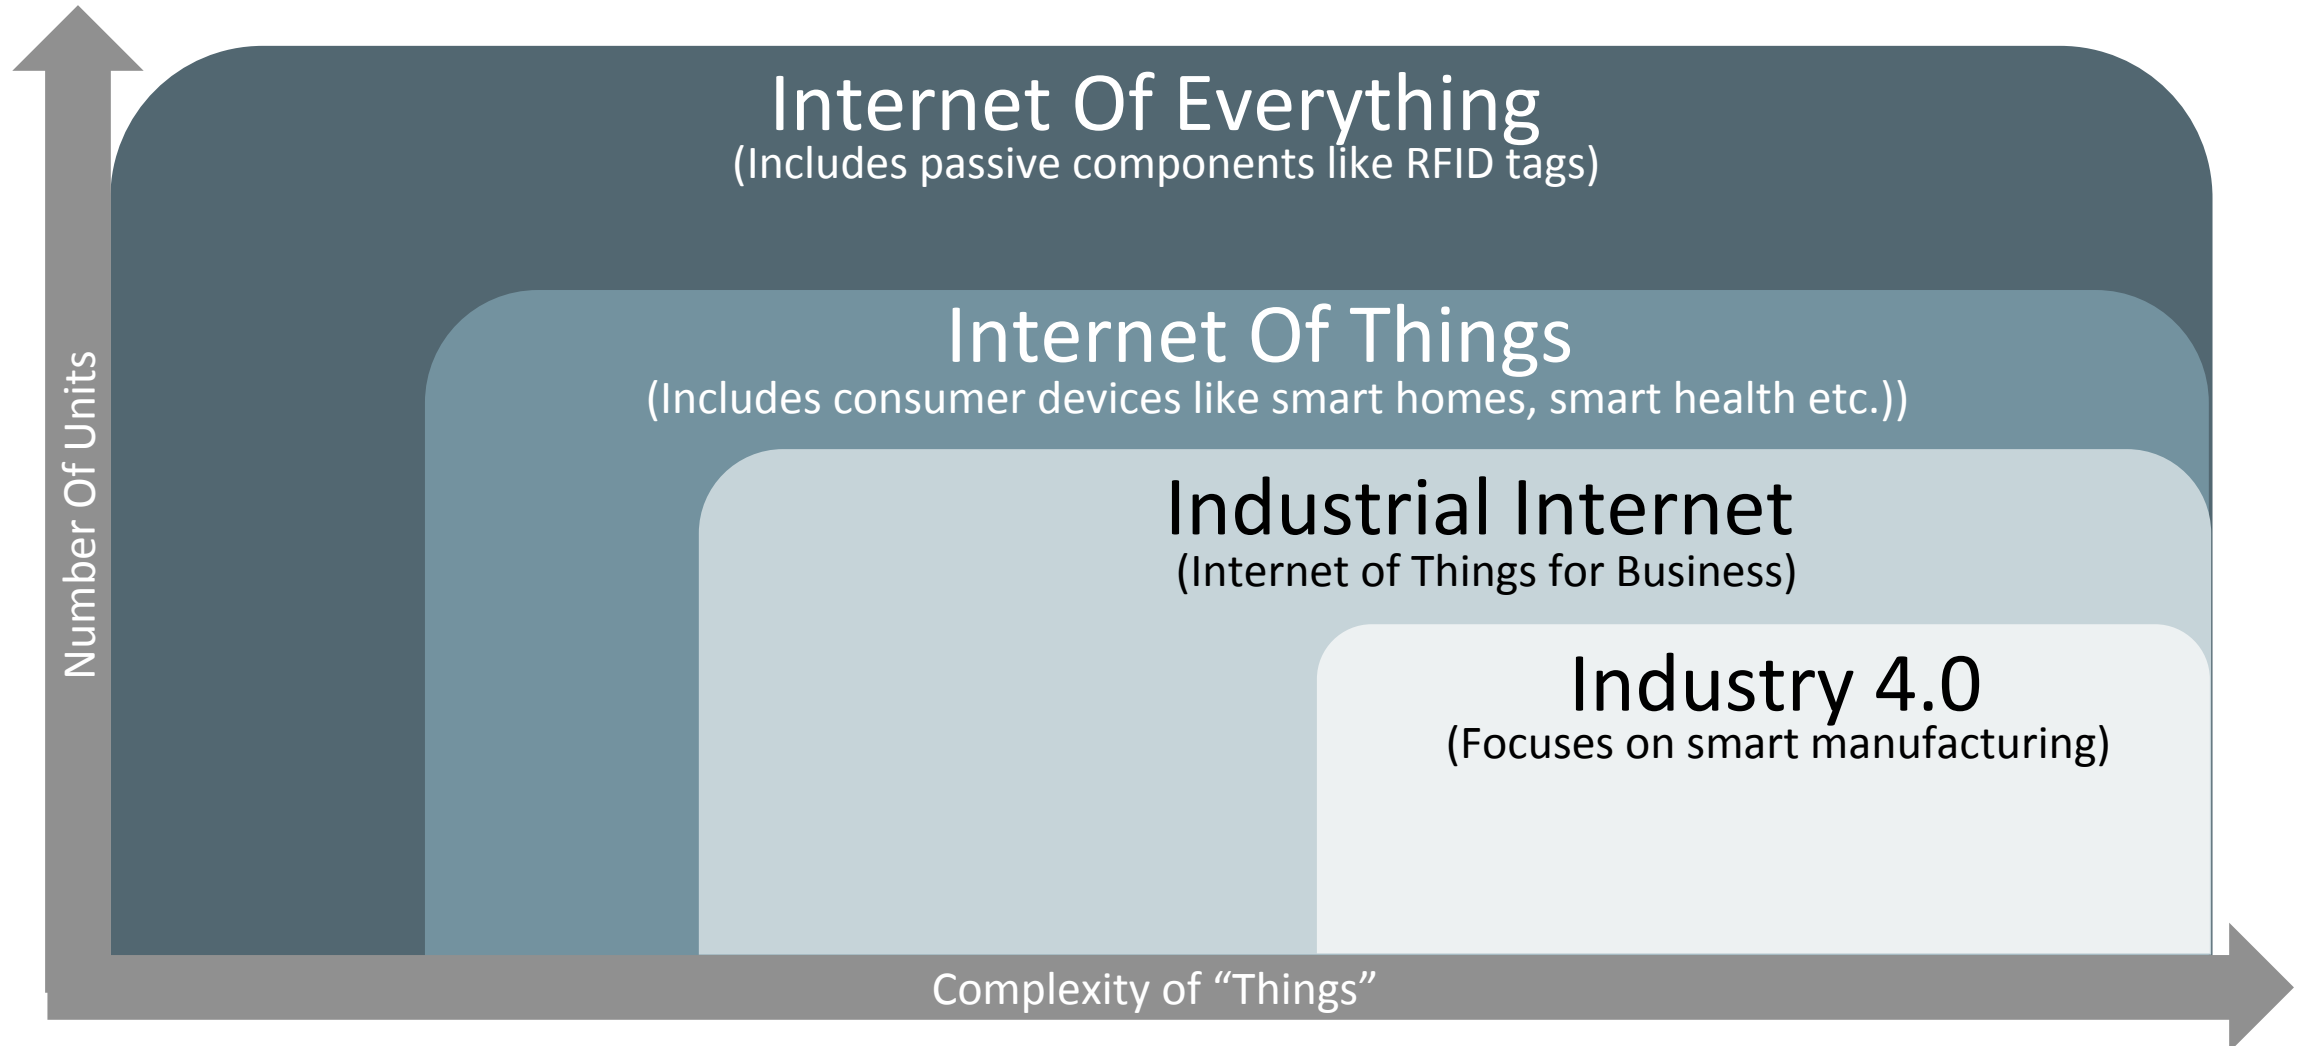 Internet Of Everything
(Includes passive components like RFID tags)
Internet Of Things
(Includes consumer devices like smart homes, smart health etc.))
Industrial Internet
(Internet of Things for Business)
Industry 4.0
(Focuses on smart manufacturing)
Number Of Units
Complexity of “Things”